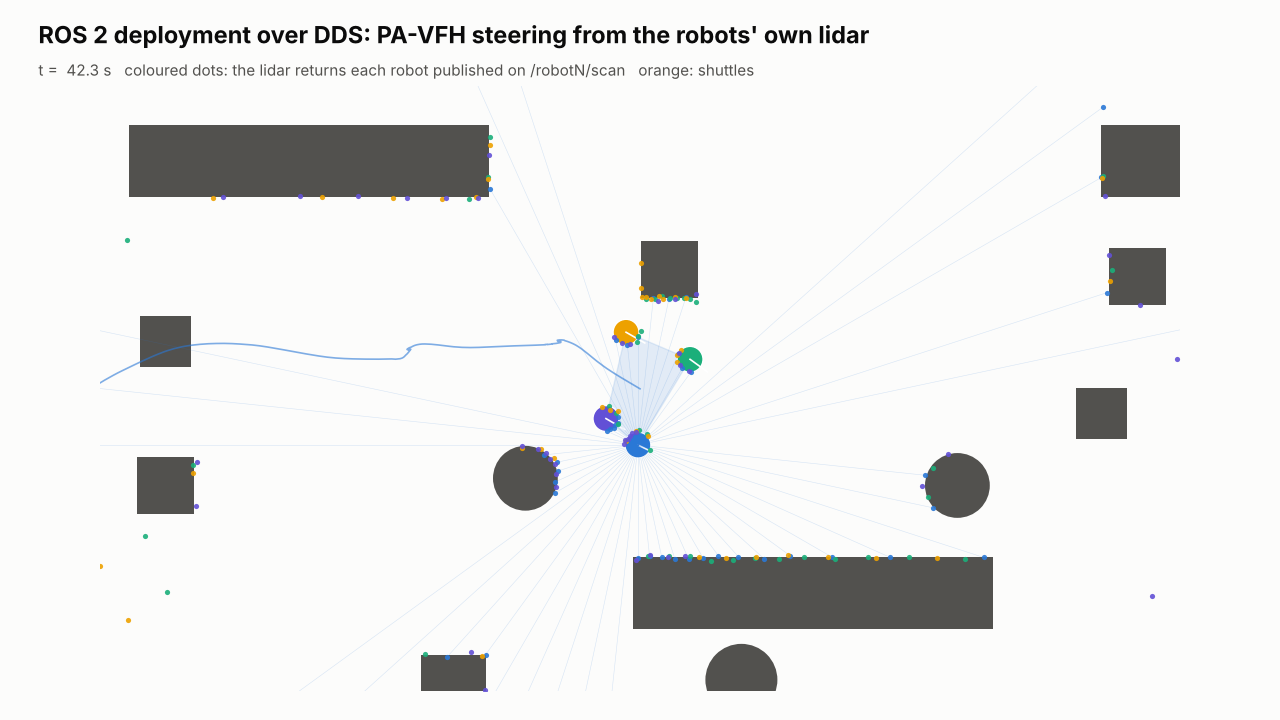 ROS 2 deployment over DDS: PA-VFH steering from the robots' own lidar
t =  42.3 s   coloured dots: the lidar returns each robot published on /robotN/scan   orange: shuttles